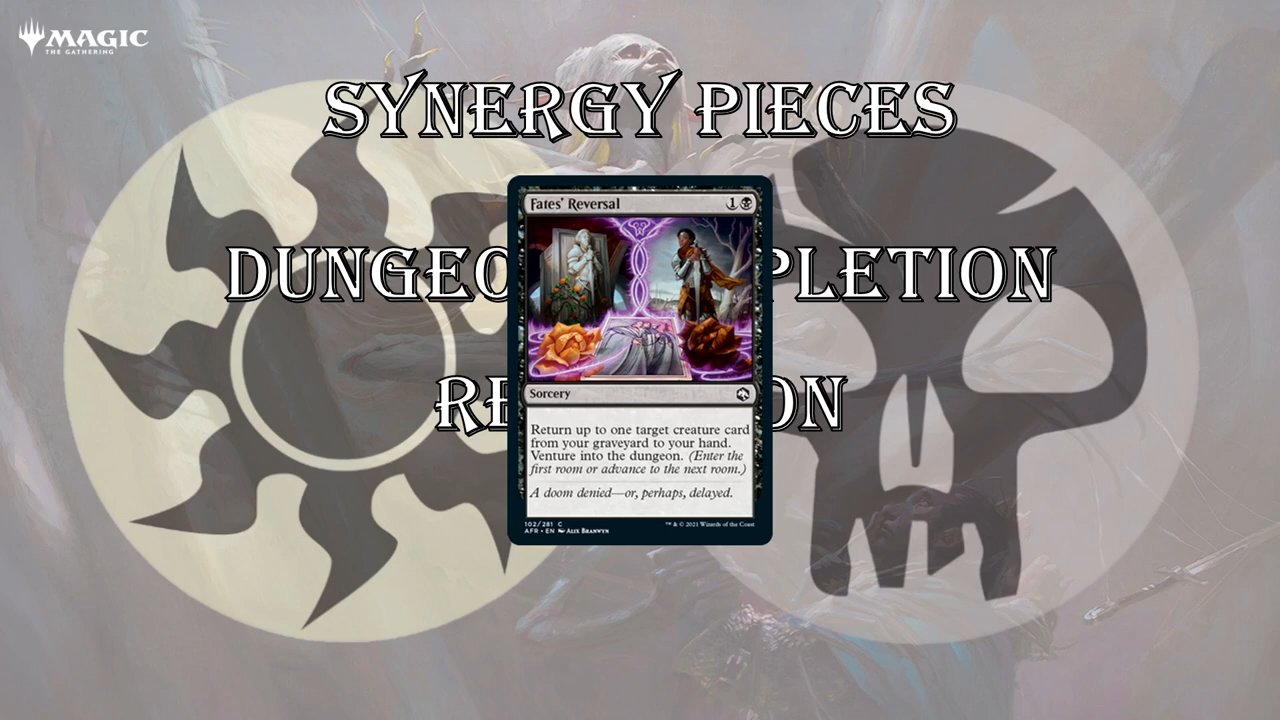 MAGIC
THE GATHERING
SYNERGY PIECES
DUNGEO PLETION
RE ON
Fates' Reversal 1
Sorcery
Return up to one target creature card
from your graveyard to your hand.
Venture into the dungeon. (Enter the
first room or advance to the next room.)
A doom denied—or, perhaps, delayed.
102/281 C
AFR • EN Alix Branwyn
™ & © 2021 Wizards of the Coast